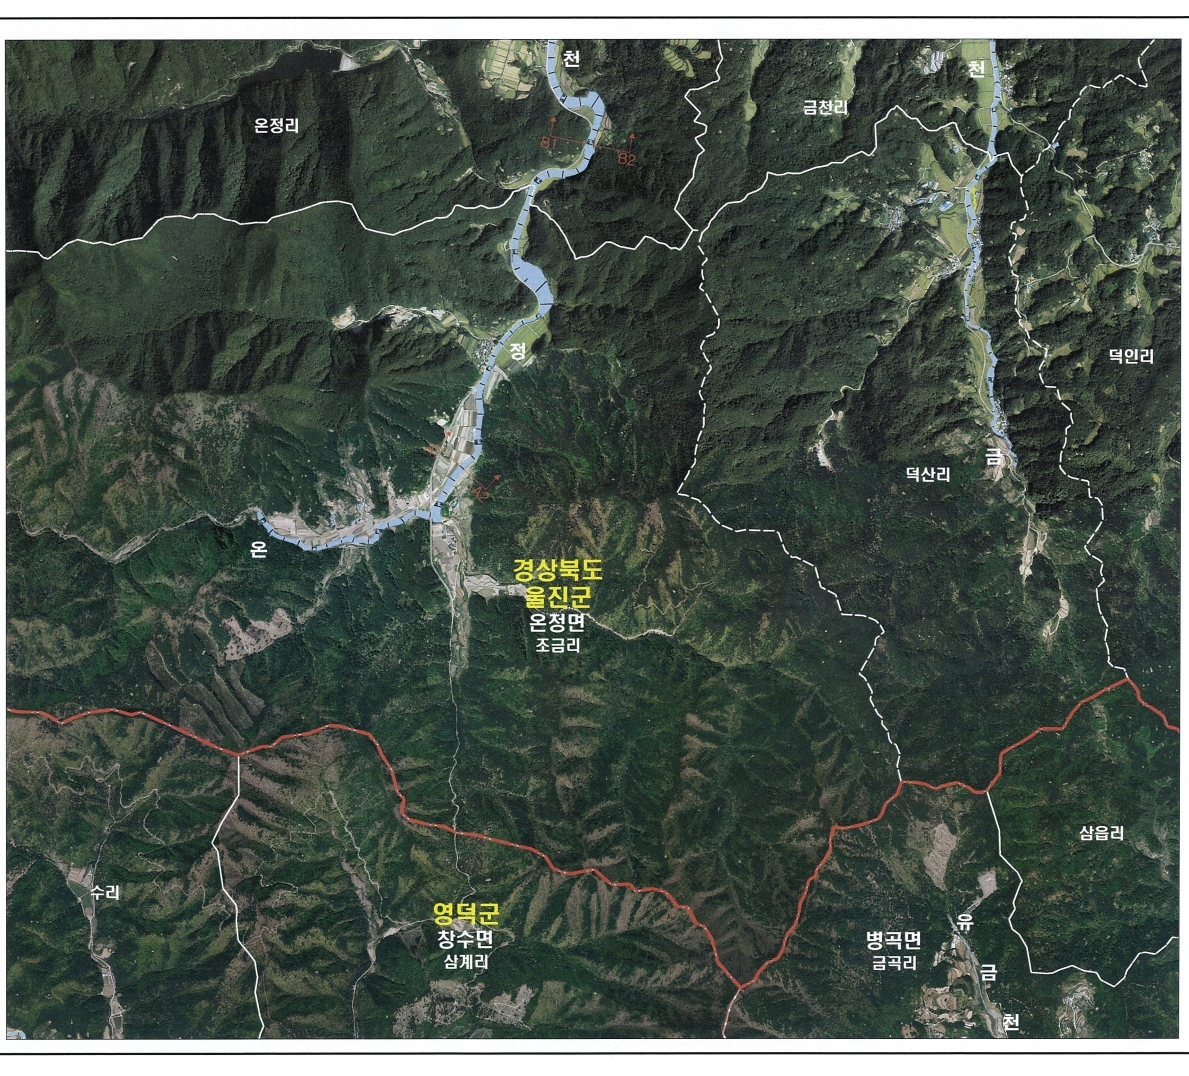 천
천
금천리
온정리
B1
B2
정
덕인리
덕산리
금
A2
온
경상북도
울진군
온정면
조금리
삼읍리
수리
영덕군
창수면
삼계리
유
병곡면
금곡리
금
천